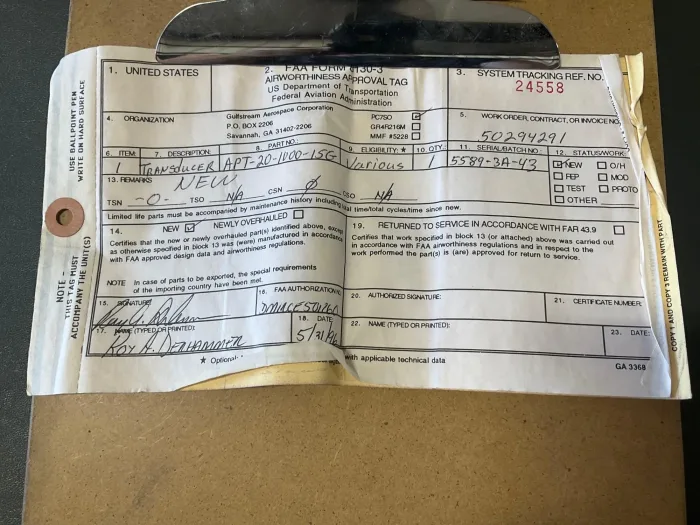 USE BALLPOINT PEN
WRITE ON HARD SURFACE
NOTE -
THIS TAG MUST
ACCOMPANY THE UNIT(S)
1. UNITED STATES
2. FAA FORM 8130-3
AIRWORTHINESS APPROVAL TAG
US Department of Transportation
Federal Aviation Administration
3. SYSTEM TRACKING REF. NO.
24558
4. ORGANIZATION
Gulfstream Aerospace Corporation
P.O. BOX 2206
Savannah, GA 31402-2206
PC750
GR4R216M
MMF #5228
5. WORK ORDER, CONTRACT, OR INVOICE NO.
50294291
6. ITEM:
1
7. DESCRIPTION:
TRANSDUCER
8. PART NO.:
APT-20-1000-15G
9. ELIGIBILITY: ★
Various
10. QTY.
1
11. SERIAL/BATCH NO.:
5589-3A-43
12. STATUS/WORK:
NEW
O/H
REP
MOD
TEST
PROTO
OTHER
13. REMARKS
NEW
TSN -0- TSO N/A CSN 0 CSO N/A
Limited life parts must be accompanied by maintenance history including total time/total cycles/time since new.
14. NEW NEWLY OVERHAULED
Certifies that the new or newly overhauled part(s) identified above, except
as otherwise specified in block 13 was (were) manufactured in accordance
with FAA approved design data and airworthiness regulations.
NOTE In case of parts to be exported, the special requirements
of the importing country have been met.
19. RETURNED TO SERVICE IN ACCORDANCE WITH FAR 43.9
Certifies that work specified in block 13 (or attached) above was carried out
in accordance with FAA airworthiness regulations and in respect to the
work performed the part(s) is (are) approved for return to service.
15. SIGNATURE:
16. FAA AUTHORIZATION NO.
17. NAME (TYPED OR PRINTED):
ROY A. DERHAMMER
18. DATE
5/31/96
20. AUTHORIZED SIGNATURE:
21. CERTIFICATE NUMBER:
22. NAME (TYPED OR PRINTED):
23. DATE:
★ Optional-
with applicable technical data
GA 3368
COPY 1 AND COPY 3 REMAIN WITH PART